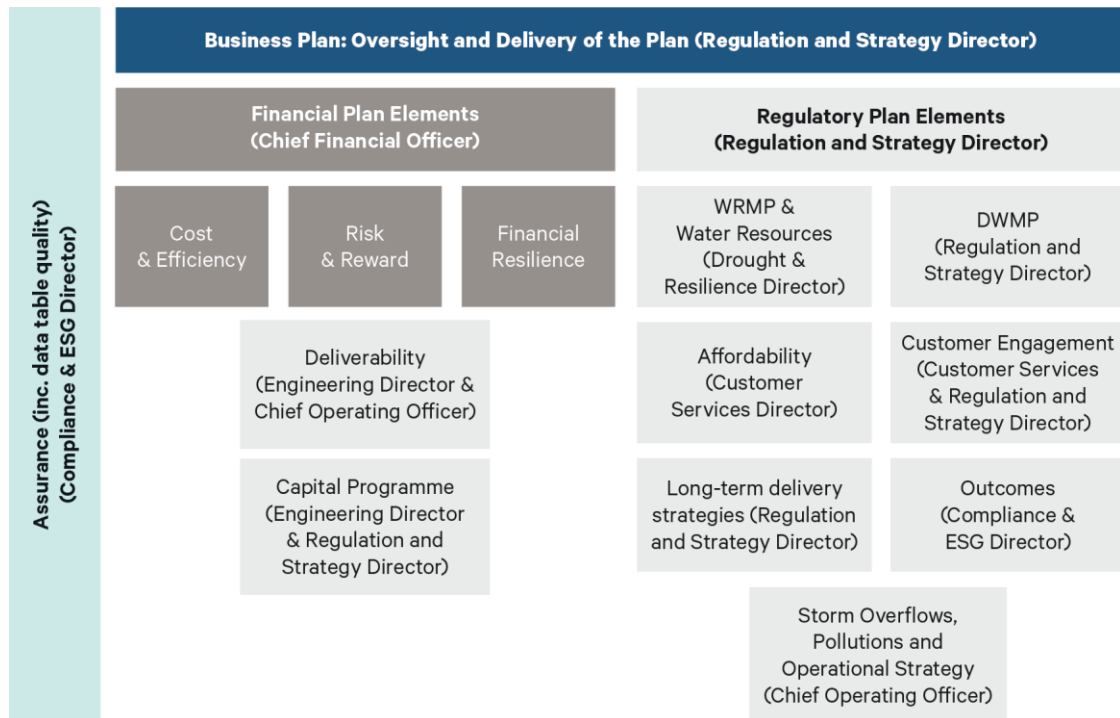 Assurance (inc. data table quality)
(Compliance & ESG Director)
Business Plan: Oversight and Delivery of the Plan (Regulation and Strategy Director)
Financial Plan Elements
(Chief Financial Officer)
Cost
& Efficiency
Risk
& Reward
Financial
Resilience
Deliverability
(Engineering Director &
Chief Operating Officer)
Capital Programme
(Engineering Director
& Regulation and
Strategy Director)
Regulatory Plan Elements
(Regulation and Strategy Director)
WRMP &
Water Resources
(Drought &
Resilience Director)
DWMP
(Regulation and
Strategy Director)
Affordability
(Customer
Services Director)
Customer Engagement
(Customer Services
& Regulation and
Strategy Director)
Long-term delivery
strategies (Regulation
and Strategy Director)
Outcomes
(Compliance &
ESG Director)
Storm Overflows,
Pollutions and
Operational Strategy
(Chief Operating Officer)